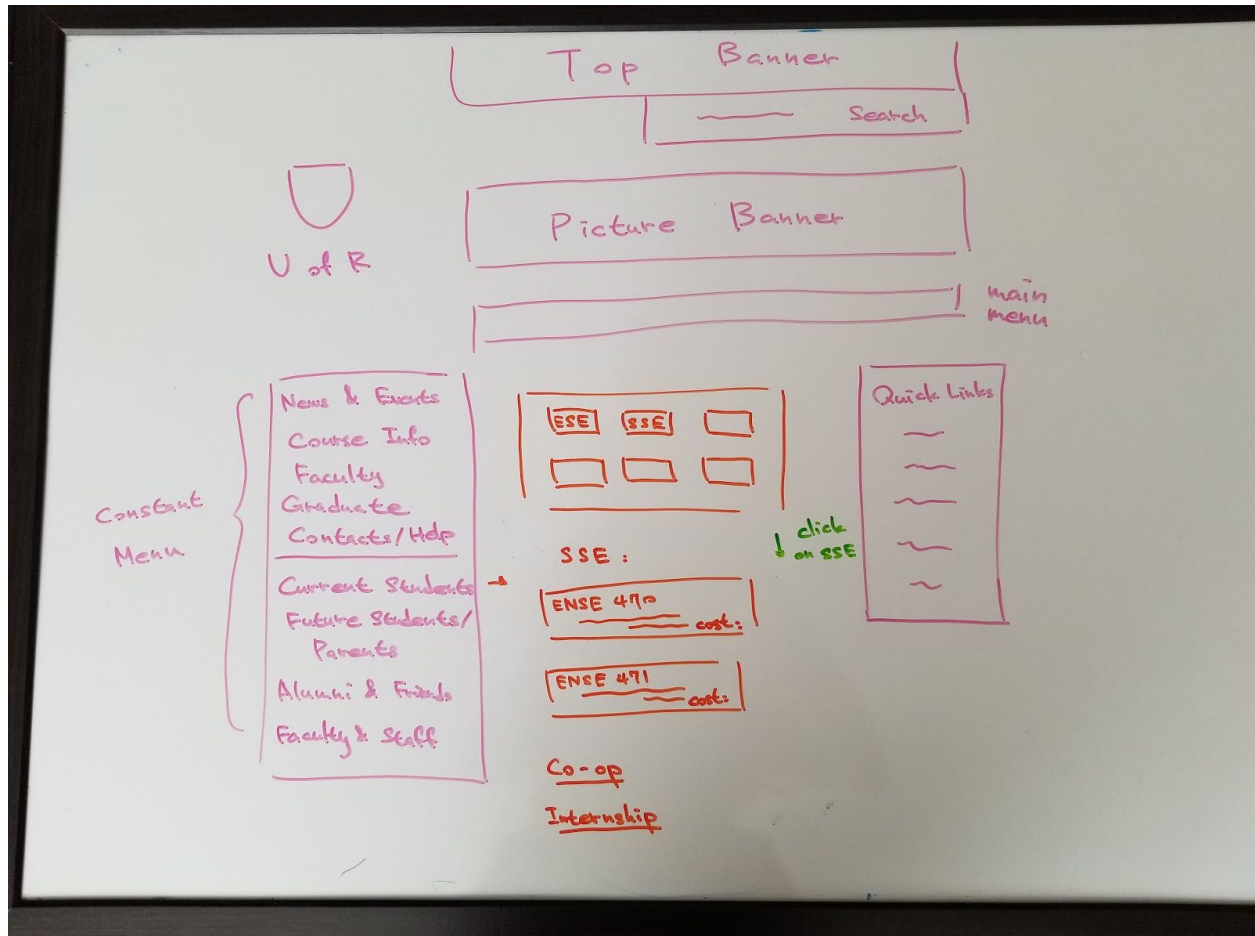 Top Banner
Search
U of R
Picture Banner
main
menu
Constant
Menu
News & Events
Course Info
Faculty
Graduate
Contacts/Help
Current Students
Future Students/
Parents
Alumni & Friends
Faculty & Staff
ESE SSE
click
on SSE
SSE :
ENSE 470
cost:
ENSE 471
cost:
Co-op
Internship
Quick Links